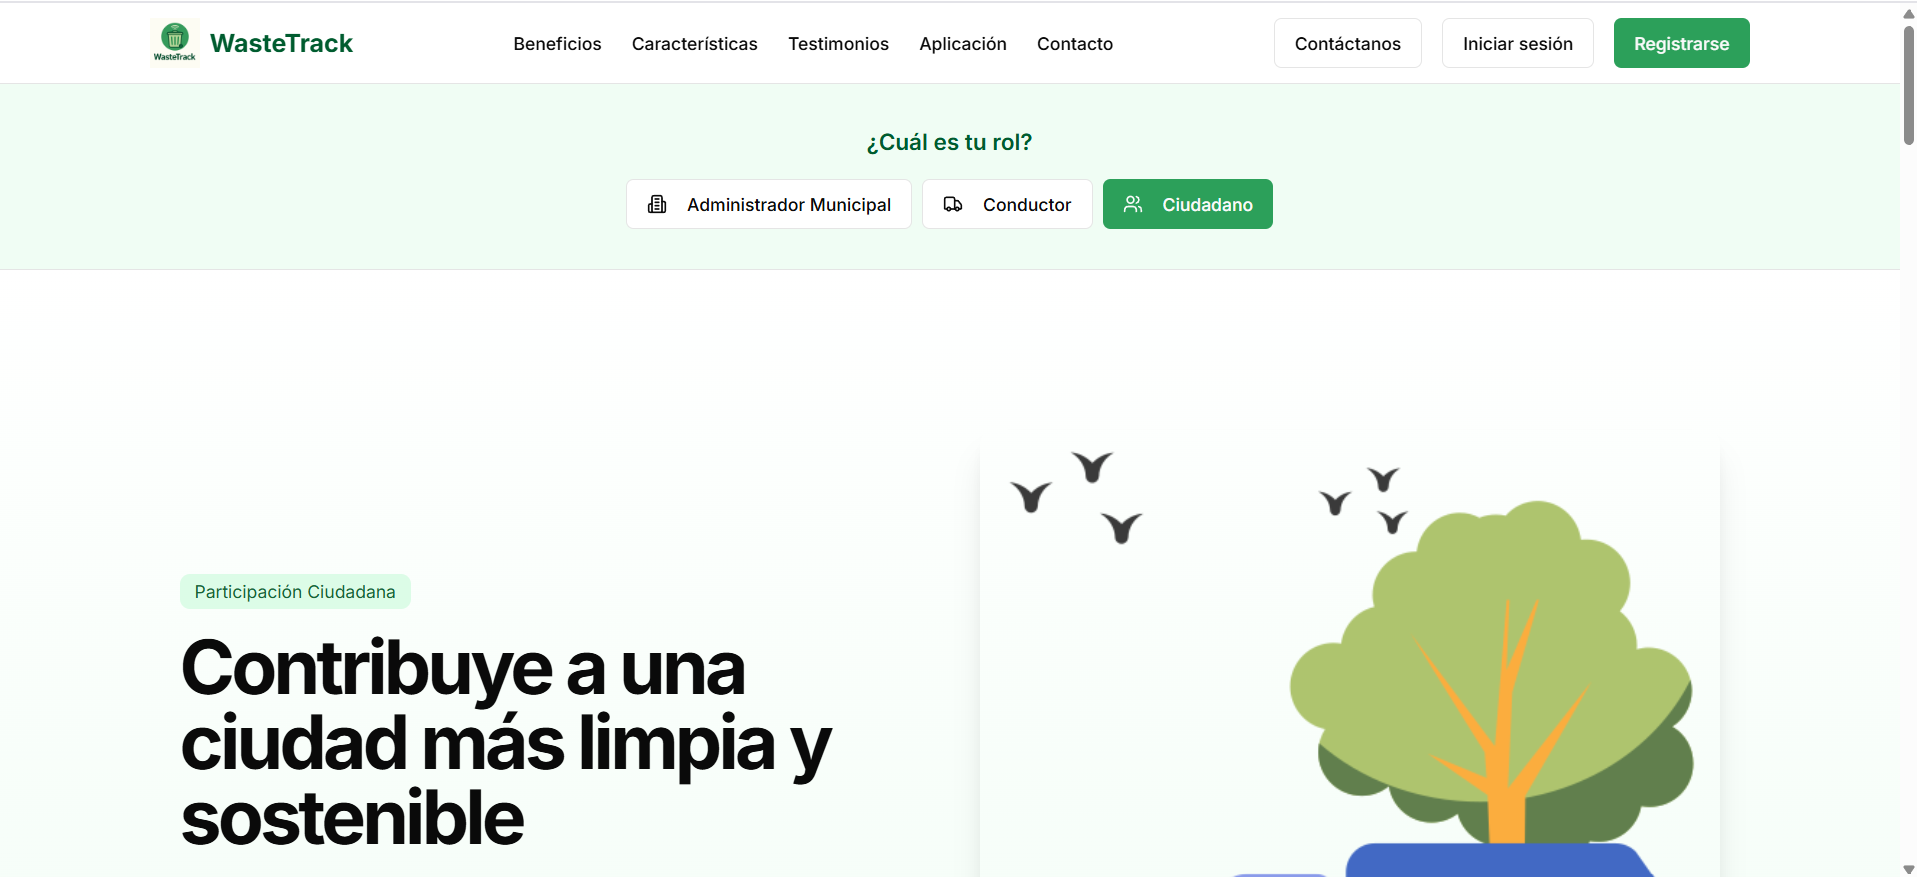 WasteTrack
WasteTrack
Beneficios
Características
Testimonios
Aplicación
Contacto
Contáctanos
Iniciar sesión
Registrarse
¿Cuál es tu rol?
Administrador Municipal
Conductor
Ciudadano
Participación Ciudadana
Contribuye a una
ciudad más limpia y
sostenible